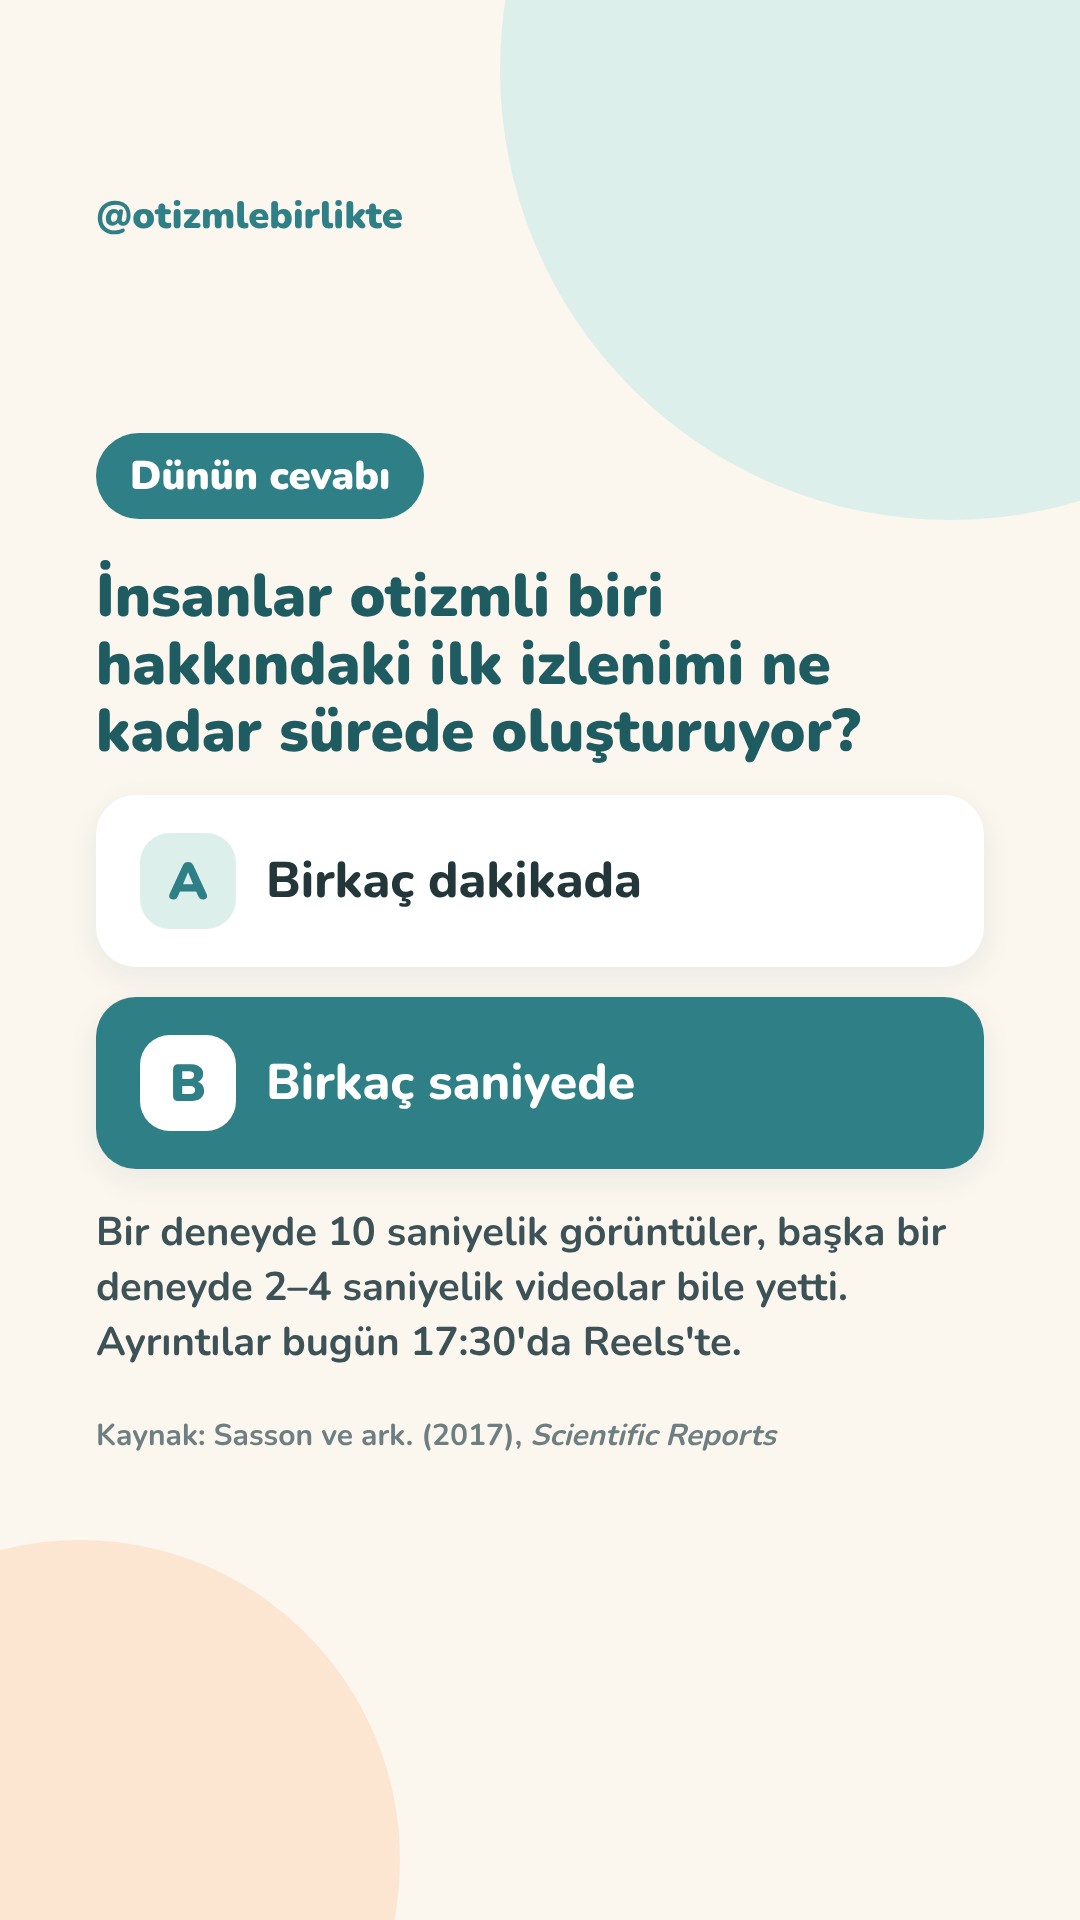 @otizmlebirlikte
Dünün cevabı
İnsanlar otizmli biri
hakkındaki ilk izlenimi ne
kadar sürede oluşturuyor?
A Birkaç dakikada
B Birkaç saniyede
Bir deneyde 10 saniyelik görüntüler, başka bir
deneyde 2–4 saniyelik videolar bile yetti.
Ayrıntılar bugün 17:30'da Reels'te.
Kaynak: Sasson ve ark. (2017), Scientific Reports